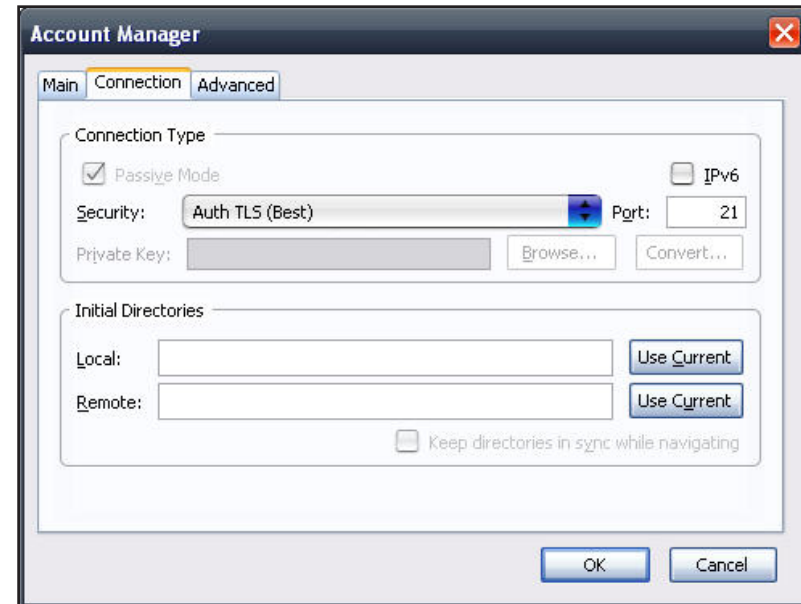 Account Manager
Main Connection Advanced
Connection Type
Passive Mode IPv6
Security: Auth TLS (Best) Port: 21
Private Key: Browse... Convert...
Initial Directories
Local: Use Current
Remote: Use Current
Keep directories in sync while navigating
OK Cancel